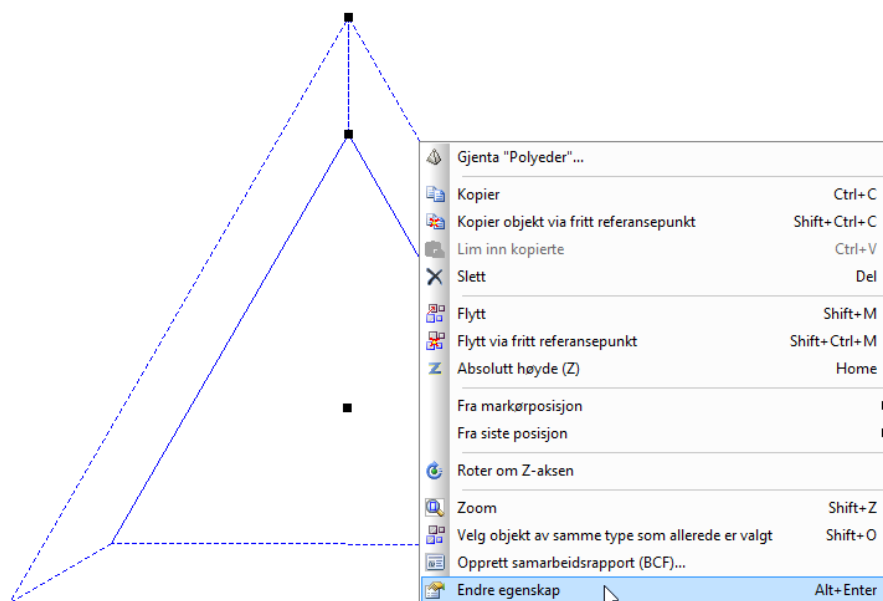 Gjenta "Polyeder"...
Kopier Ctrl+C
Kopier objekt via fritt referansepunkt Shift+Ctrl+C
Lim inn kopierte Ctrl+V
Slett Del
Flytt Shift+M
Flytt via fritt referansepunkt Shift+Ctrl+M
Absolutt høyde (Z) Home
Fra markørposisjon
Fra siste posisjon
Roter om Z-aksen
Zoom Shift+Z
Velg objekt av samme type som allerede er valgt Shift+O
Opprett samarbeidsrapport (BCF)...
Endre egenskap Alt+Enter